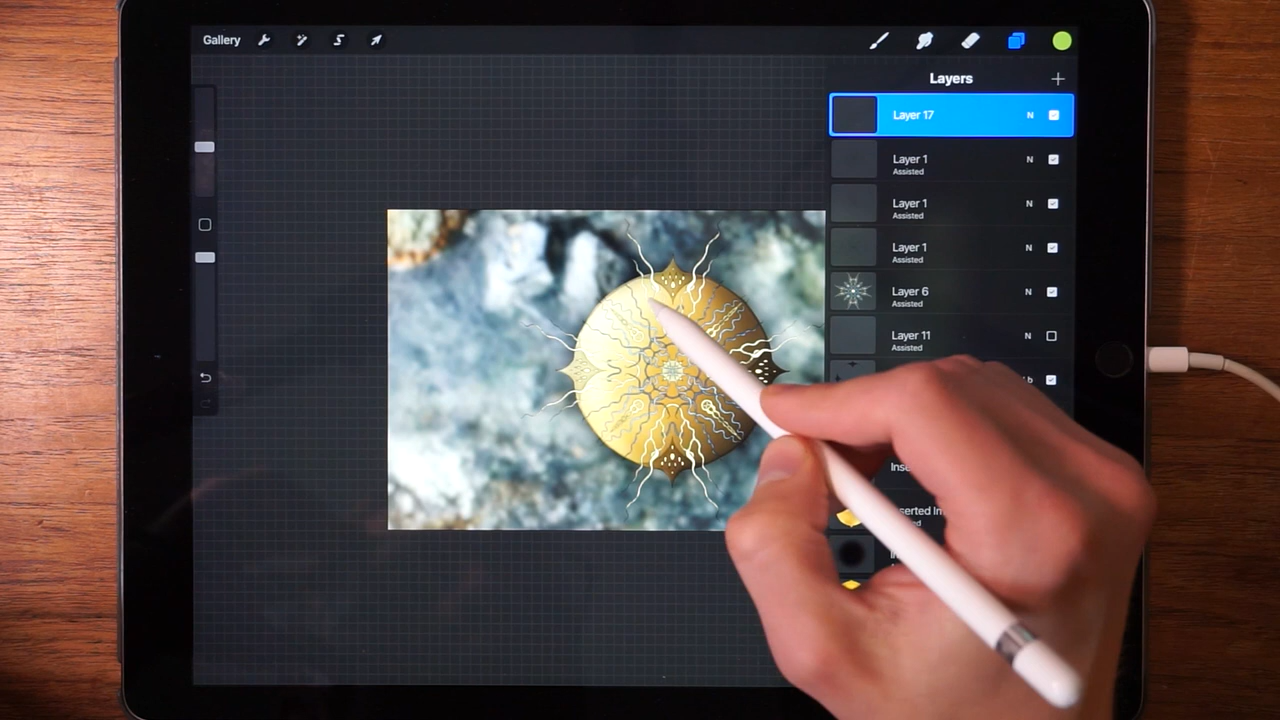 Gallery
Layers
Layer 17 N
Layer 1 N
Assisted
Layer 1 N
Assisted
Layer 1 N
Assisted
Layer 6 N
Assisted
Layer 11 N
Assisted
b